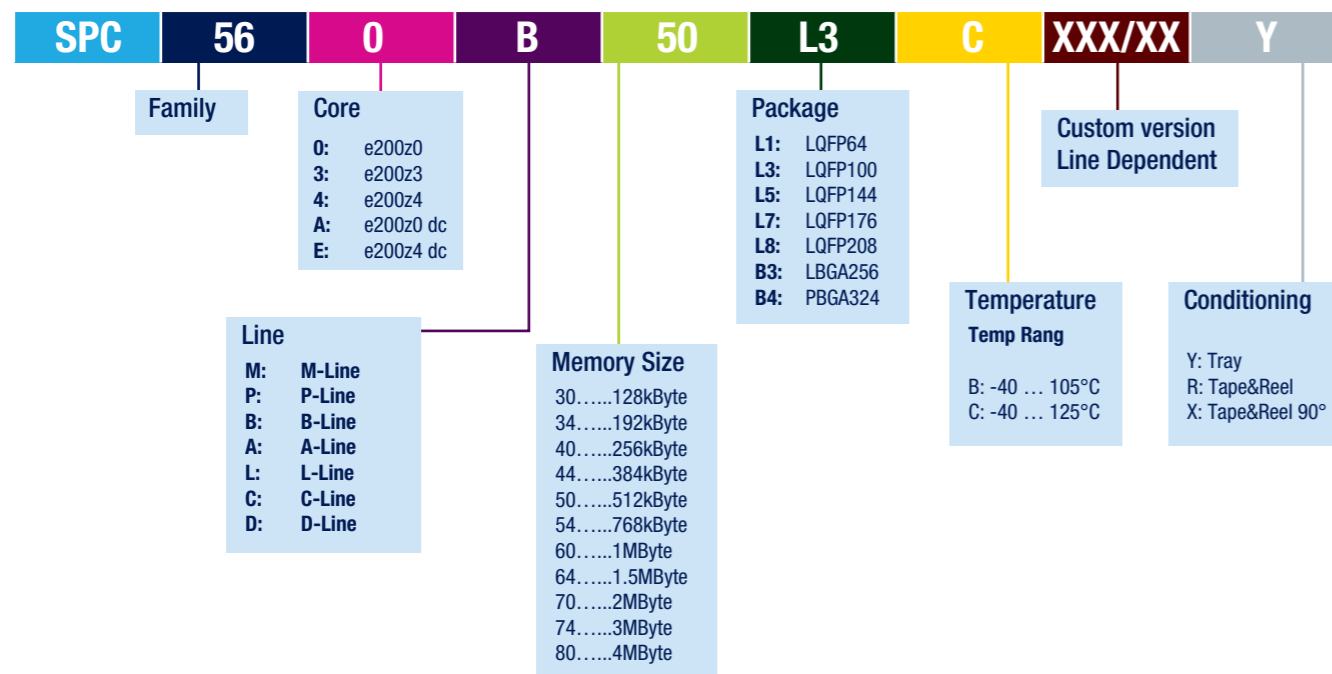 SPC 56 0 B 50 L3 C XXX/XX Y
Family
Core
0: e200z0
3: e200z3
4: e200z4
A: e200z0 dc
E: e200z4 dc
Package
L1: LQFP64
L3: LQFP100
L5: LQFP144
L7: LQFP176
L8: LQFP208
B3: LBGA256
B4: PBGA324
Custom version
Line Dependent
Line
M: M-Line
P: P-Line
B: B-Line
A: A-Line
L: L-Line
C: C-Line
D: D-Line
Memory Size
30…...128kByte
34…...192kByte
40…...256kByte
44…...384kByte
50…...512kByte
54…...768kByte
60…...1MByte
64…...1.5MByte
70…...2MByte
74…...3MByte
80…...4MByte
Temperature
Temp Rang
B: -40 … 105°C
C: -40 … 125°C
Conditioning
Y: Tray
R: Tape&Reel
X: Tape&Reel 90°